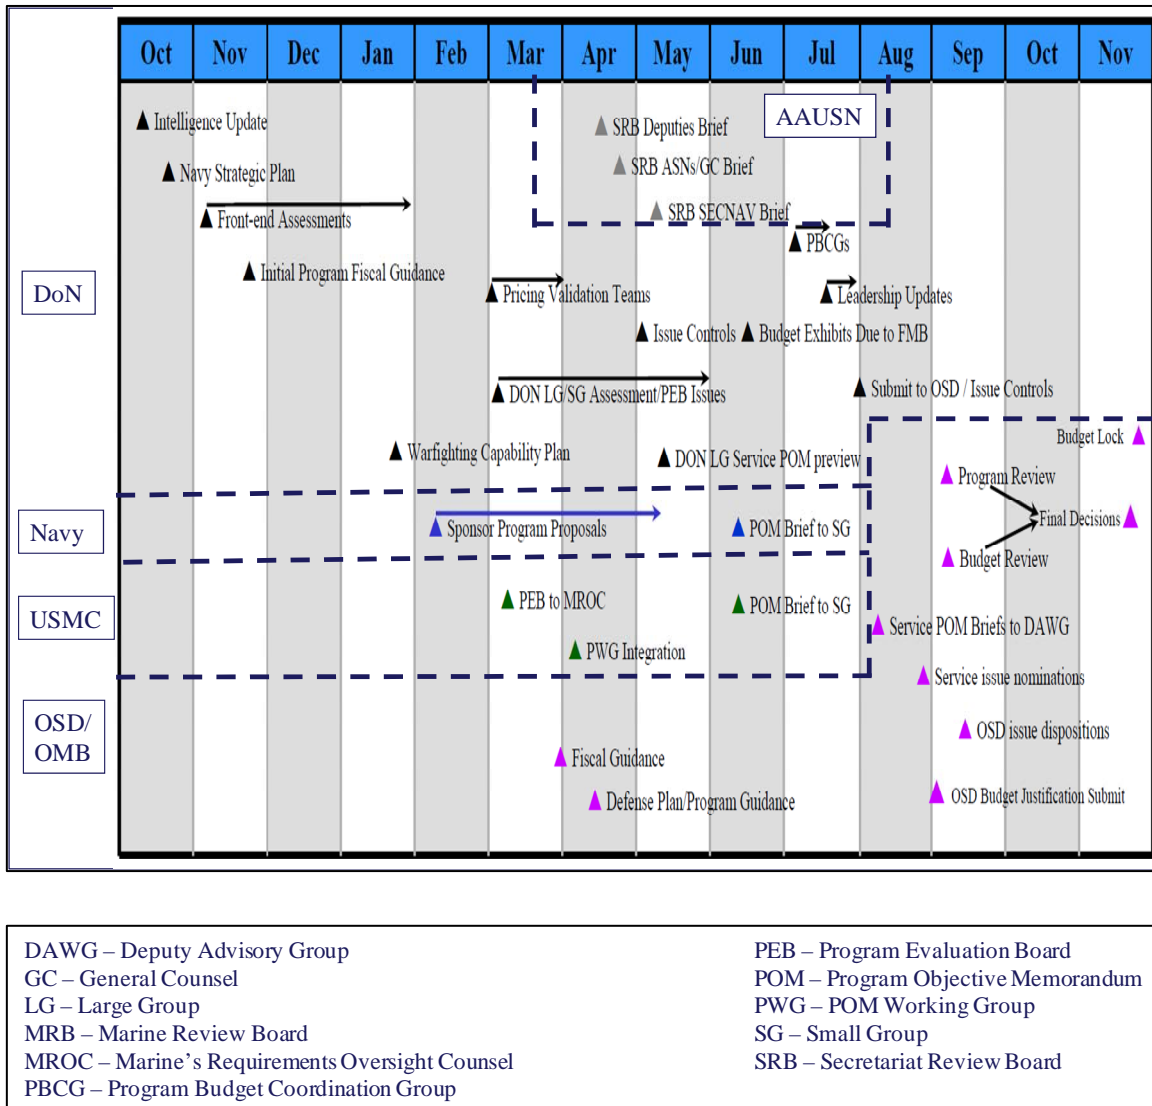 Oct Nov Dec Jan Feb Mar Apr May Jun Jul Aug Sep Oct Nov
AAUSN
Intelligence Update
SRB Deputies Brief
Navy Strategic Plan
SRB ASNs/GC Brief
Front-end Assessments
SRB SECNAV Brief
PBCGs
Initial Program Fiscal Guidance
DoN
Pricing Validation Teams
Leadership Updates
Issue Controls
Budget Exhibits Due to FMB
DON LG/SG Assessment/PEB Issues
Submit to OSD / Issue Controls
Budget Lock
Warfighting Capability Plan
DON LG Service POM preview
Program Review
Navy
Sponsor Program Proposals
POM Brief to SG
Final Decisions
Budget Review
USMC
PEB to MROC
POM Brief to SG
Service POM Briefs to DAWG
PWG Integration
Service issue nominations
OSD/
OMB
OSD issue dispositions
Fiscal Guidance
Defense Plan/Program Guidance
OSD Budget Justification Submit
DAWG – Deputy Advisory Group
GC – General Counsel
LG – Large Group
MRB – Marine Review Board
MROC – Marine's Requirements Oversight Counsel
PBCG – Program Budget Coordination Group
PEB – Program Evaluation Board
POM – Program Objective Memorandum
PWG – POM Working Group
SG – Small Group
SRB – Secretariat Review Board